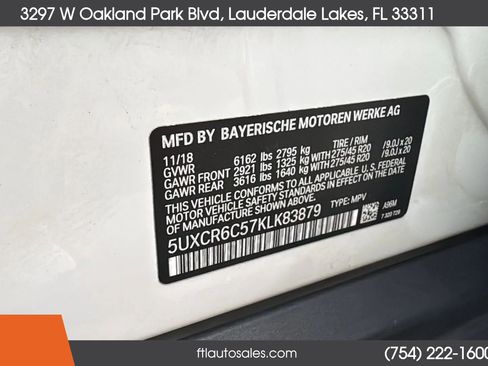 3297 W Oakland Park Blvd, Lauderdale Lakes, FL 33311
MFD BY BAYERISCHE MOTOREN WERKE AG
11/18 TIRE / RIM
GVWR 6162 lbs 2795 kg
GAWR FRONT 2921 lbs 1325 kg WITH 275/45 R20 /9.0J x 20
GAWR REAR 3616 lbs 1640 kg WITH 275/45 R20 /9.0J x 20
THIS VEHICLE CONFORMS TO ALL APPLICABLE U.S. FEDERAL
MOTOR VEHICLE SAFETY STANDARDS IN EFFECT ON THE
DATE OF MANUFACTURE SHOWN ABOVE.
5UXCR6C57KLK83879 TYPE: MPV
A96M
7 303 729
ftlautosales.com
(754) 222-1600